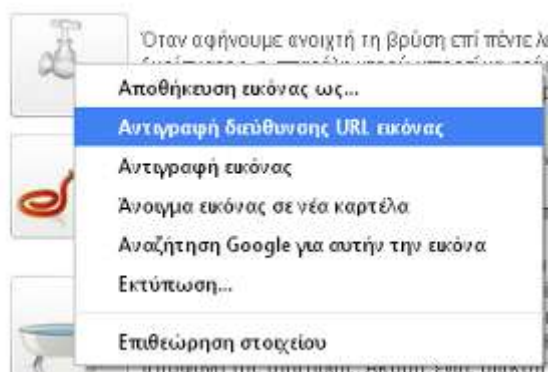 Όταν αφήνουμε ανοιχτή τη βρύση επί πέντε λε
Αποθήκευση εικόνας ως...
Αντιγραφή διεύθυνσης URL εικόνας
Αντιγραφή εικόνας
Άνοιγμα εικόνας σε νέα καρτέλα
Αναζήτηση Google για αυτήν την εικόνα
Εκτύπωση...
Επιθεώρηση στοιχείου